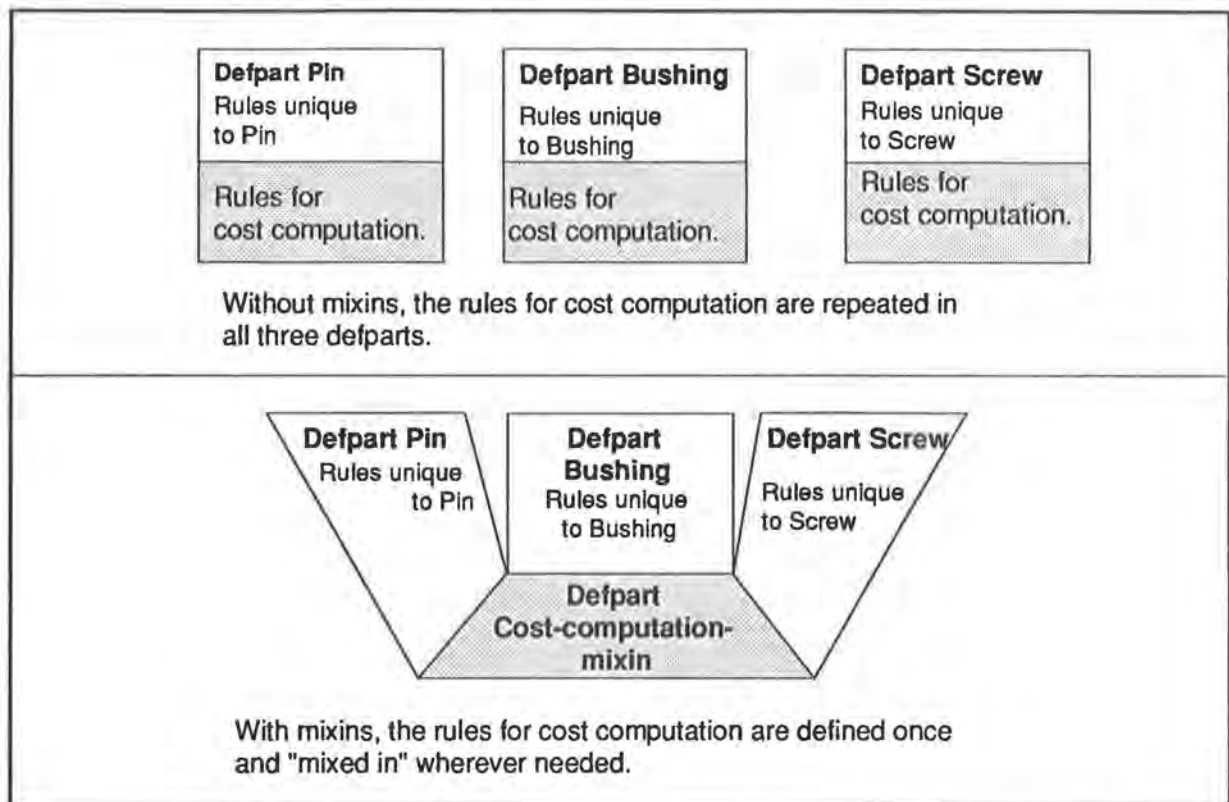 Defpart Pin
Rules unique
to Pin
Rules for
cost computation.
Defpart Bushing
Rules unique
to Bushing
Rules for
cost computation.
Defpart Screw
Rules unique
to Screw
Rules for
cost computation.
Without mixins, the rules for cost computation are repeated in
all three defparts.
Defpart Pin
Rules unique
to Pin
Defpart
Bushing
Rules unique
to Bushing
Defpart Screw
Rules unique
to Screw
Defpart
Cost-computation-
mixin
With mixins, the rules for cost computation are defined once
and "mixed in" wherever needed.